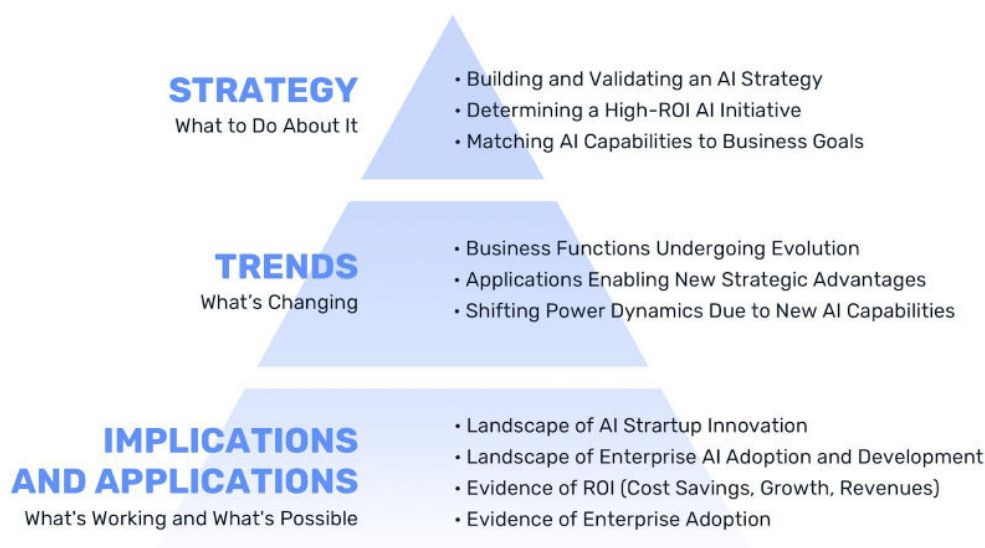 STRATEGY
What to Do About It
• Building and Validating an AI Strategy
• Determining a High-ROI AI Initiative
• Matching AI Capabilities to Business Goals
TRENDS
What's Changing
• Business Functions Undergoing Evolution
• Applications Enabling New Strategic Advantages
• Shifting Power Dynamics Due to New AI Capabilities
IMPLICATIONS
AND APPLICATIONS
What's Working and What's Possible
• Landscape of AI Strartup Innovation
• Landscape of Enterprise AI Adoption and Development
• Evidence of ROI (Cost Savings, Growth, Revenues)
• Evidence of Enterprise Adoption